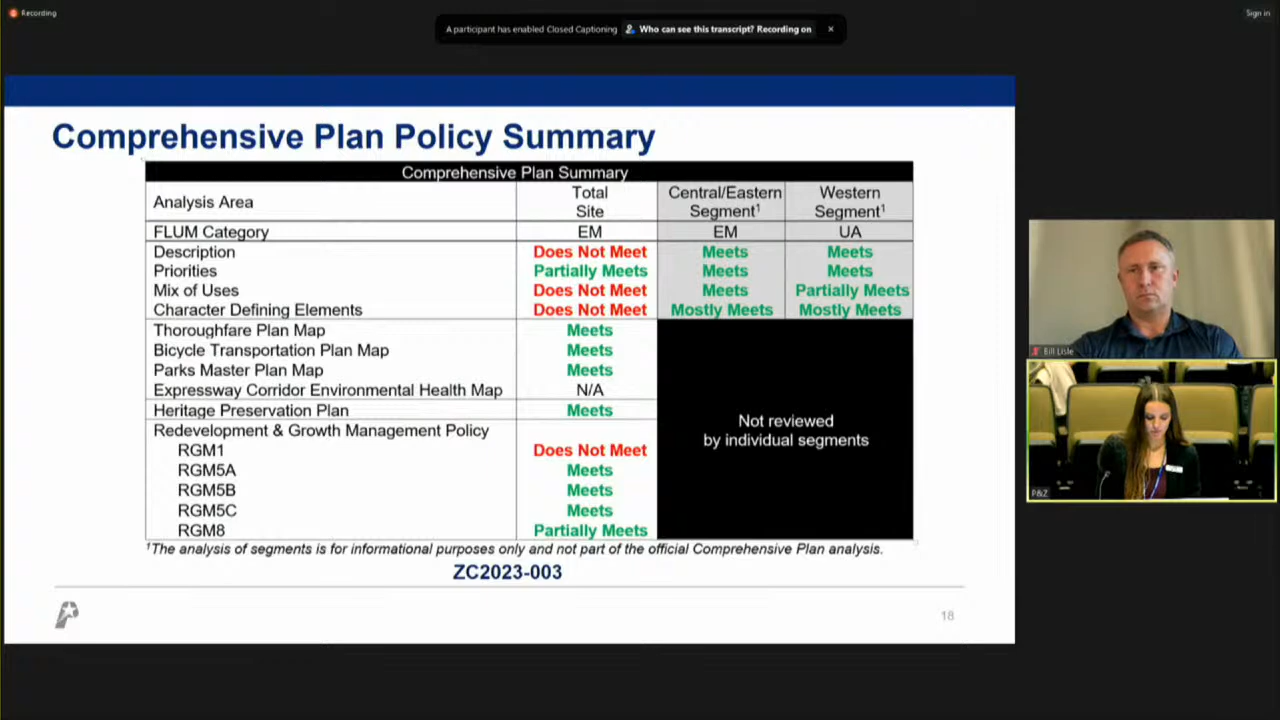 Recording
Sign in
A participant has enabled Closed Captioning Who can see this transcript? Recording on ×
Comprehensive Plan Policy Summary
Comprehensive Plan Summary
Analysis Area Total Site Central/Eastern Segment¹ Western Segment¹
FLUM Category EM EM UA
Description Does Not Meet Meets Meets
Priorities Partially Meets Meets Meets
Mix of Uses Does Not Meet Meets Partially Meets
Character Defining Elements Does Not Meet Mostly Meets Mostly Meets
Thoroughfare Plan Map Meets
Bicycle Transportation Plan Map Meets
Parks Master Plan Map Meets
Expressway Corridor Environmental Health Map N/A
Heritage Preservation Plan Meets
Not reviewed
by individual segments
Redevelopment & Growth Management Policy
RGM1 Does Not Meet
RGM5A Meets
RGM5B Meets
RGM5C Meets
RGM8 Partially Meets
¹The analysis of segments is for informational purposes only and not part of the official Comprehensive Plan analysis.
ZC2023-003
18
Bill Lisle
P&Z